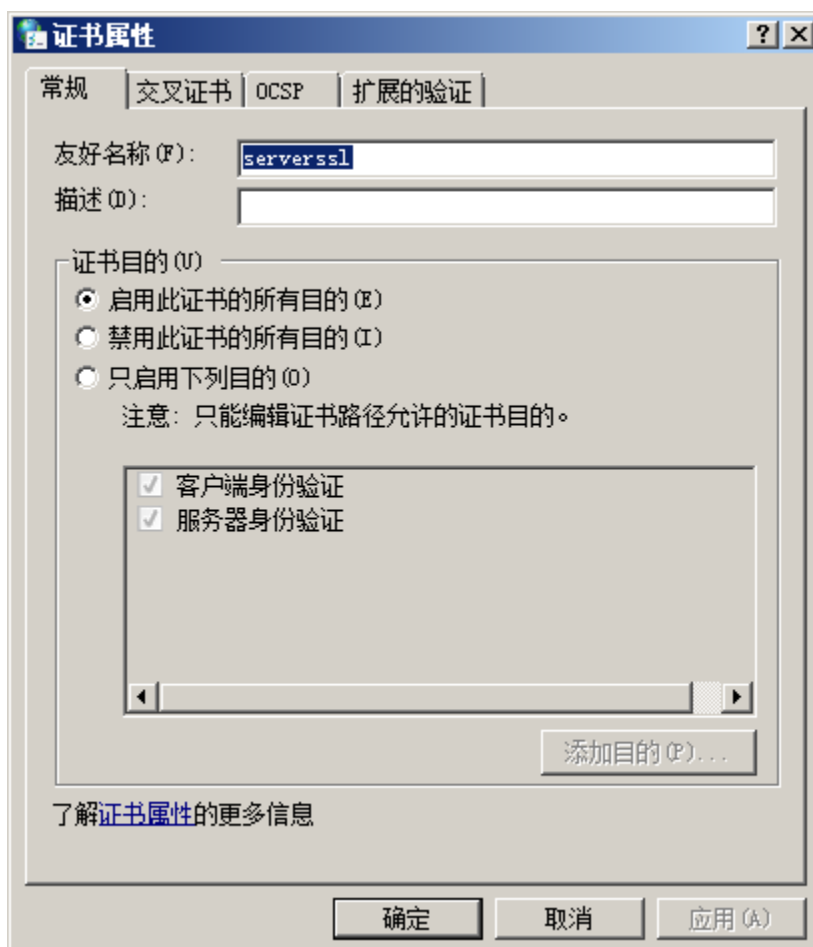 证书属性
常规 交叉证书 OCSP 扩展的验证
友好名称(F): serverssl
描述(D):
证书目的(U)
启用此证书的所有目的(E)
禁用此证书的所有目的(I)
只启用下列目的(O)
注意: 只能编辑证书路径允许的证书目的。
客户端身份验证
服务器身份验证
添加目的(P)...
了解证书属性的更多信息
确定 取消 应用(A)